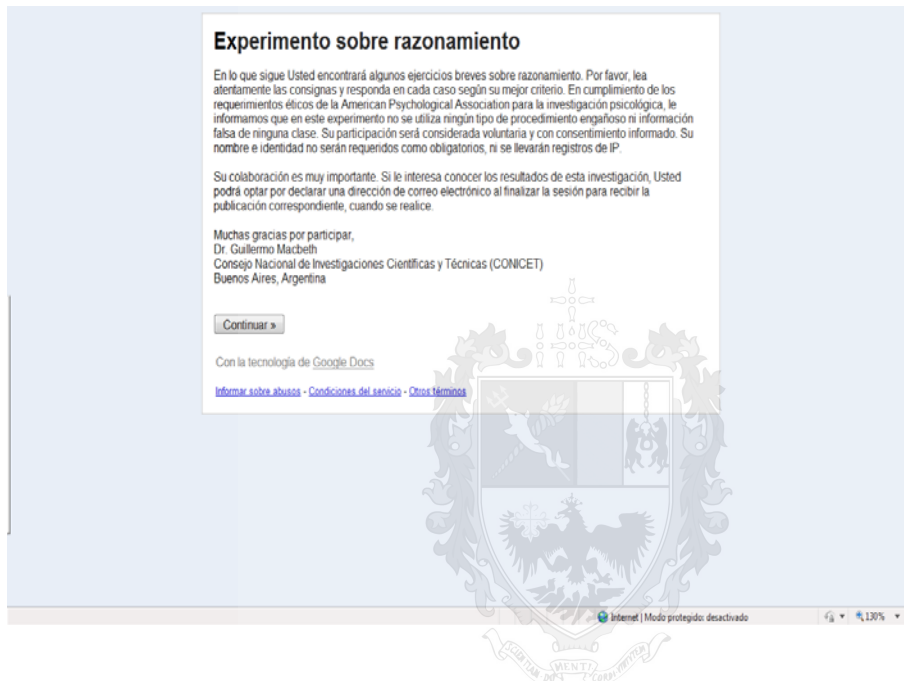 Experimento sobre razonamiento
En lo que sigue Usted encontrará algunos ejercicios breves sobre razonamiento. Por favor, lea
atentamente las consignas y responda en cada caso según su mejor criterio. En cumplimiento de los
requerimientos éticos de la American Psychological Association para la investigación psicológica, le
informamos que en este experimento no se utiliza ningún tipo de procedimiento engañoso ni información
falsa de ninguna clase. Su participación será considerada voluntaria y con consentimiento informado. Su
nombre e identidad no serán requeridos como obligatorios, ni se llevarán registros de IP.
Su colaboración es muy importante. Si le interesa conocer los resultados de esta investigación, Usted
podrá optar por declarar una dirección de correo electrónico al finalizar la sesión para recibir la
publicación correspondiente, cuando se realice.
Muchas gracias por participar,
Dr. Guillermo Macbeth
Consejo Nacional de Investigaciones Científicas y Técnicas (CONICET)
Buenos Aires, Argentina
Continuar »
Con la tecnología de Google Docs
Informar sobre abusos - Condiciones del servicio - Otros términos
Internet | Modo protegido: desactivado
130%
MENTI